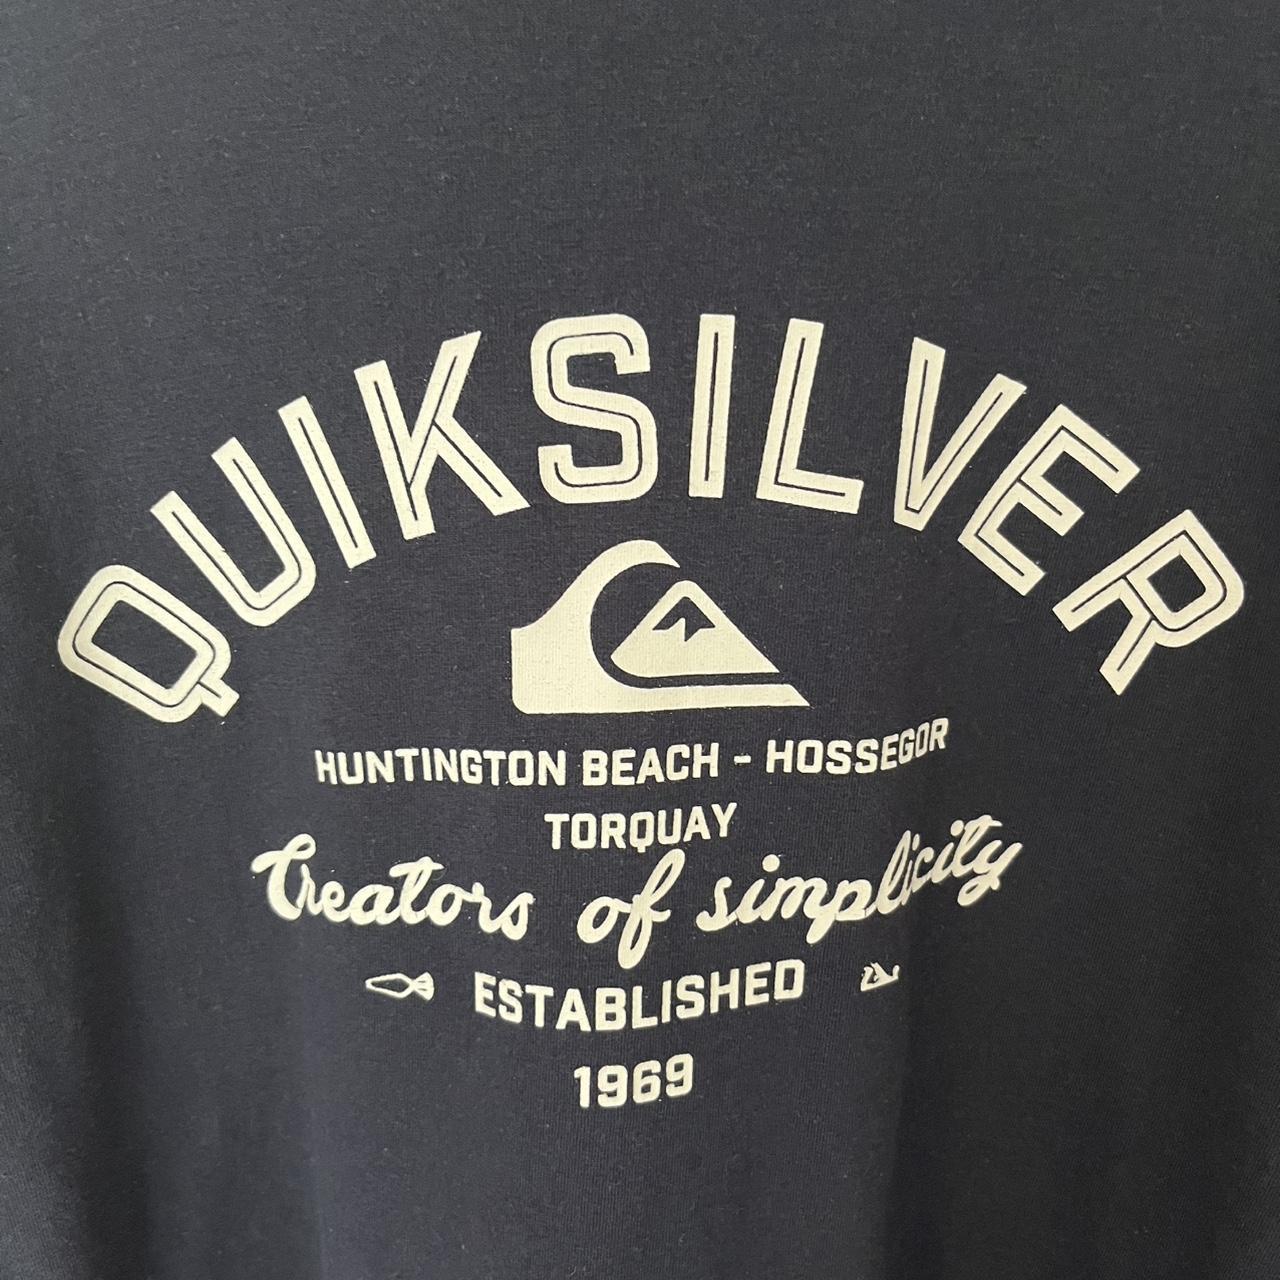 QUIKSILVER
HUNTINGTON BEACH - HOSSEGOR
TORQUAY
Creators of simplicity
ESTABLISHED
1969